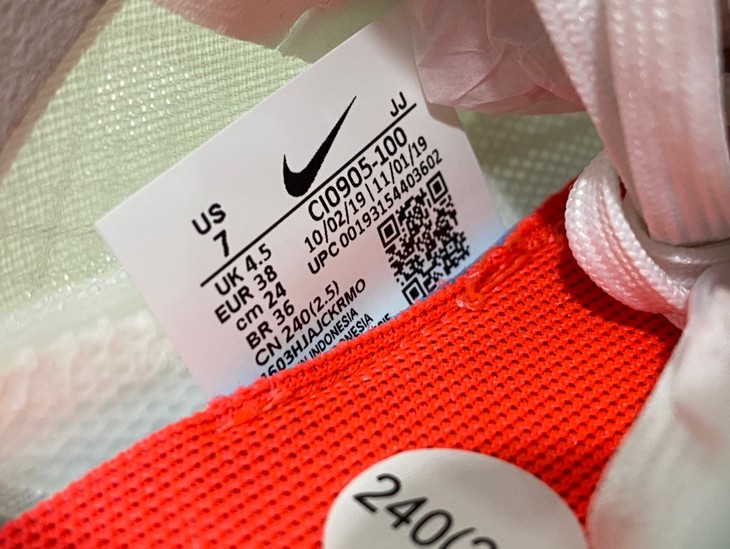 US
7
JJ
UK 4.5
EUR 38
cm 24
BR 36
CN 240(2.5)
CI0905-100
10/02/19 | 11/01/19
UPC 00193154403602
1603HJAJCKRMO
INDONESIA
240(2